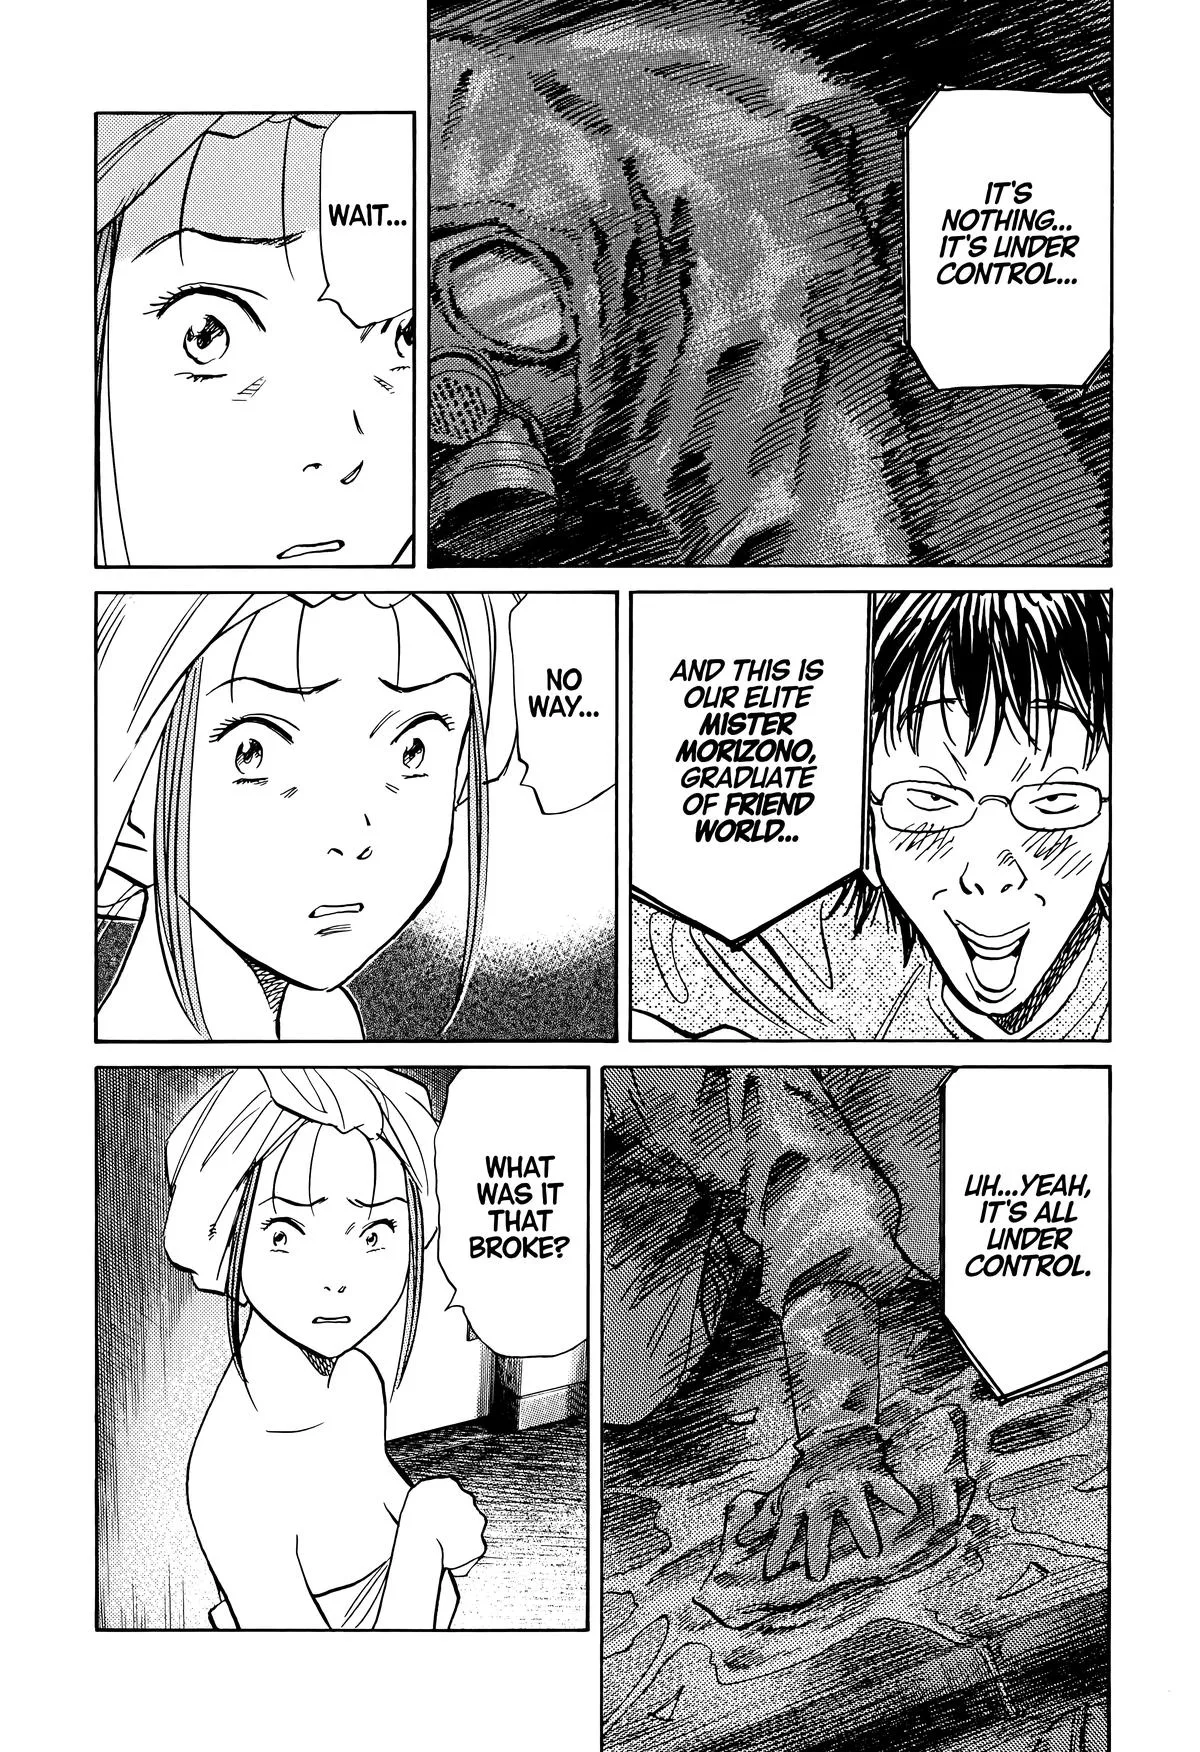 IT'S
NOTHING...
IT'S UNDER
CONTROL...
WAIT...
AND THIS IS
OUR ELITE
MISTER
MORIZONO,
GRADUATE
OF FRIEND
WORLD...
NO
WAY...
UH...YEAH,
IT'S ALL
UNDER
CONTROL.
WHAT
WAS IT
THAT
BROKE?